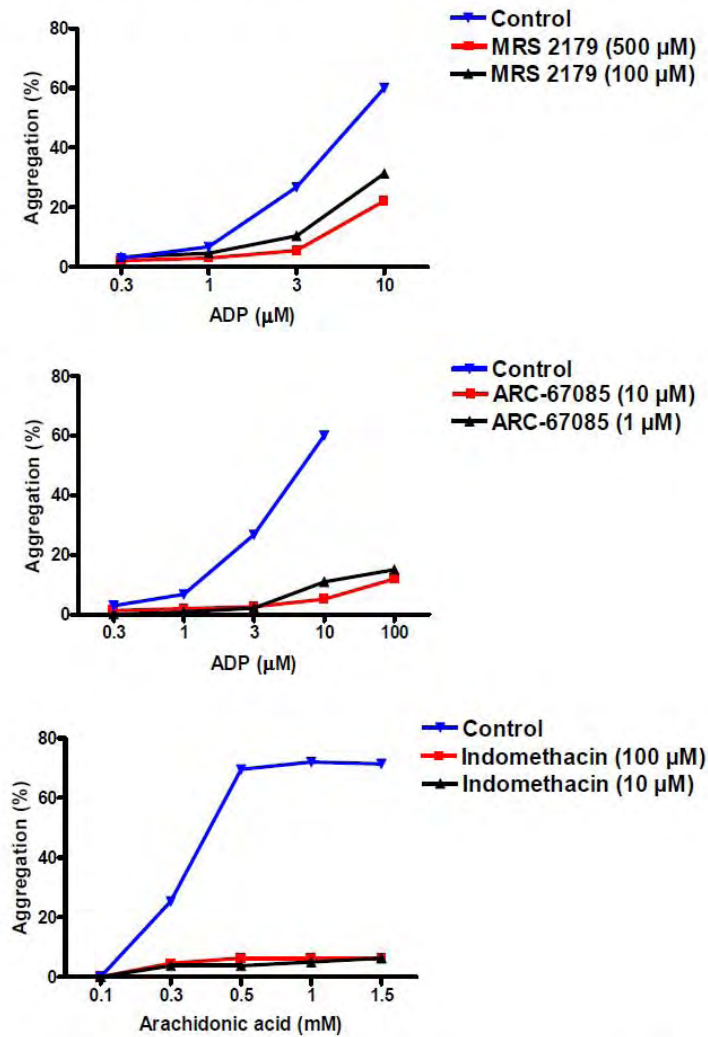 Control
MRS 2179 (500 µM)
MRS 2179 (100 µM)
Aggregation (%)
80
60
40
20
0
0.3 1 3 10
ADP (µM)
Control
ARC-67085 (10 µM)
ARC-67085 (1 µM)
Aggregation (%)
80
60
40
20
0
0.3 1 3 10 100
ADP (µM)
Control
Indomethacin (100 µM)
Indomethacin (10 µM)
Aggregation (%)
80
60
40
20
0
0.1 0.3 0.5 1 1.5
Arachidonic acid (mM)